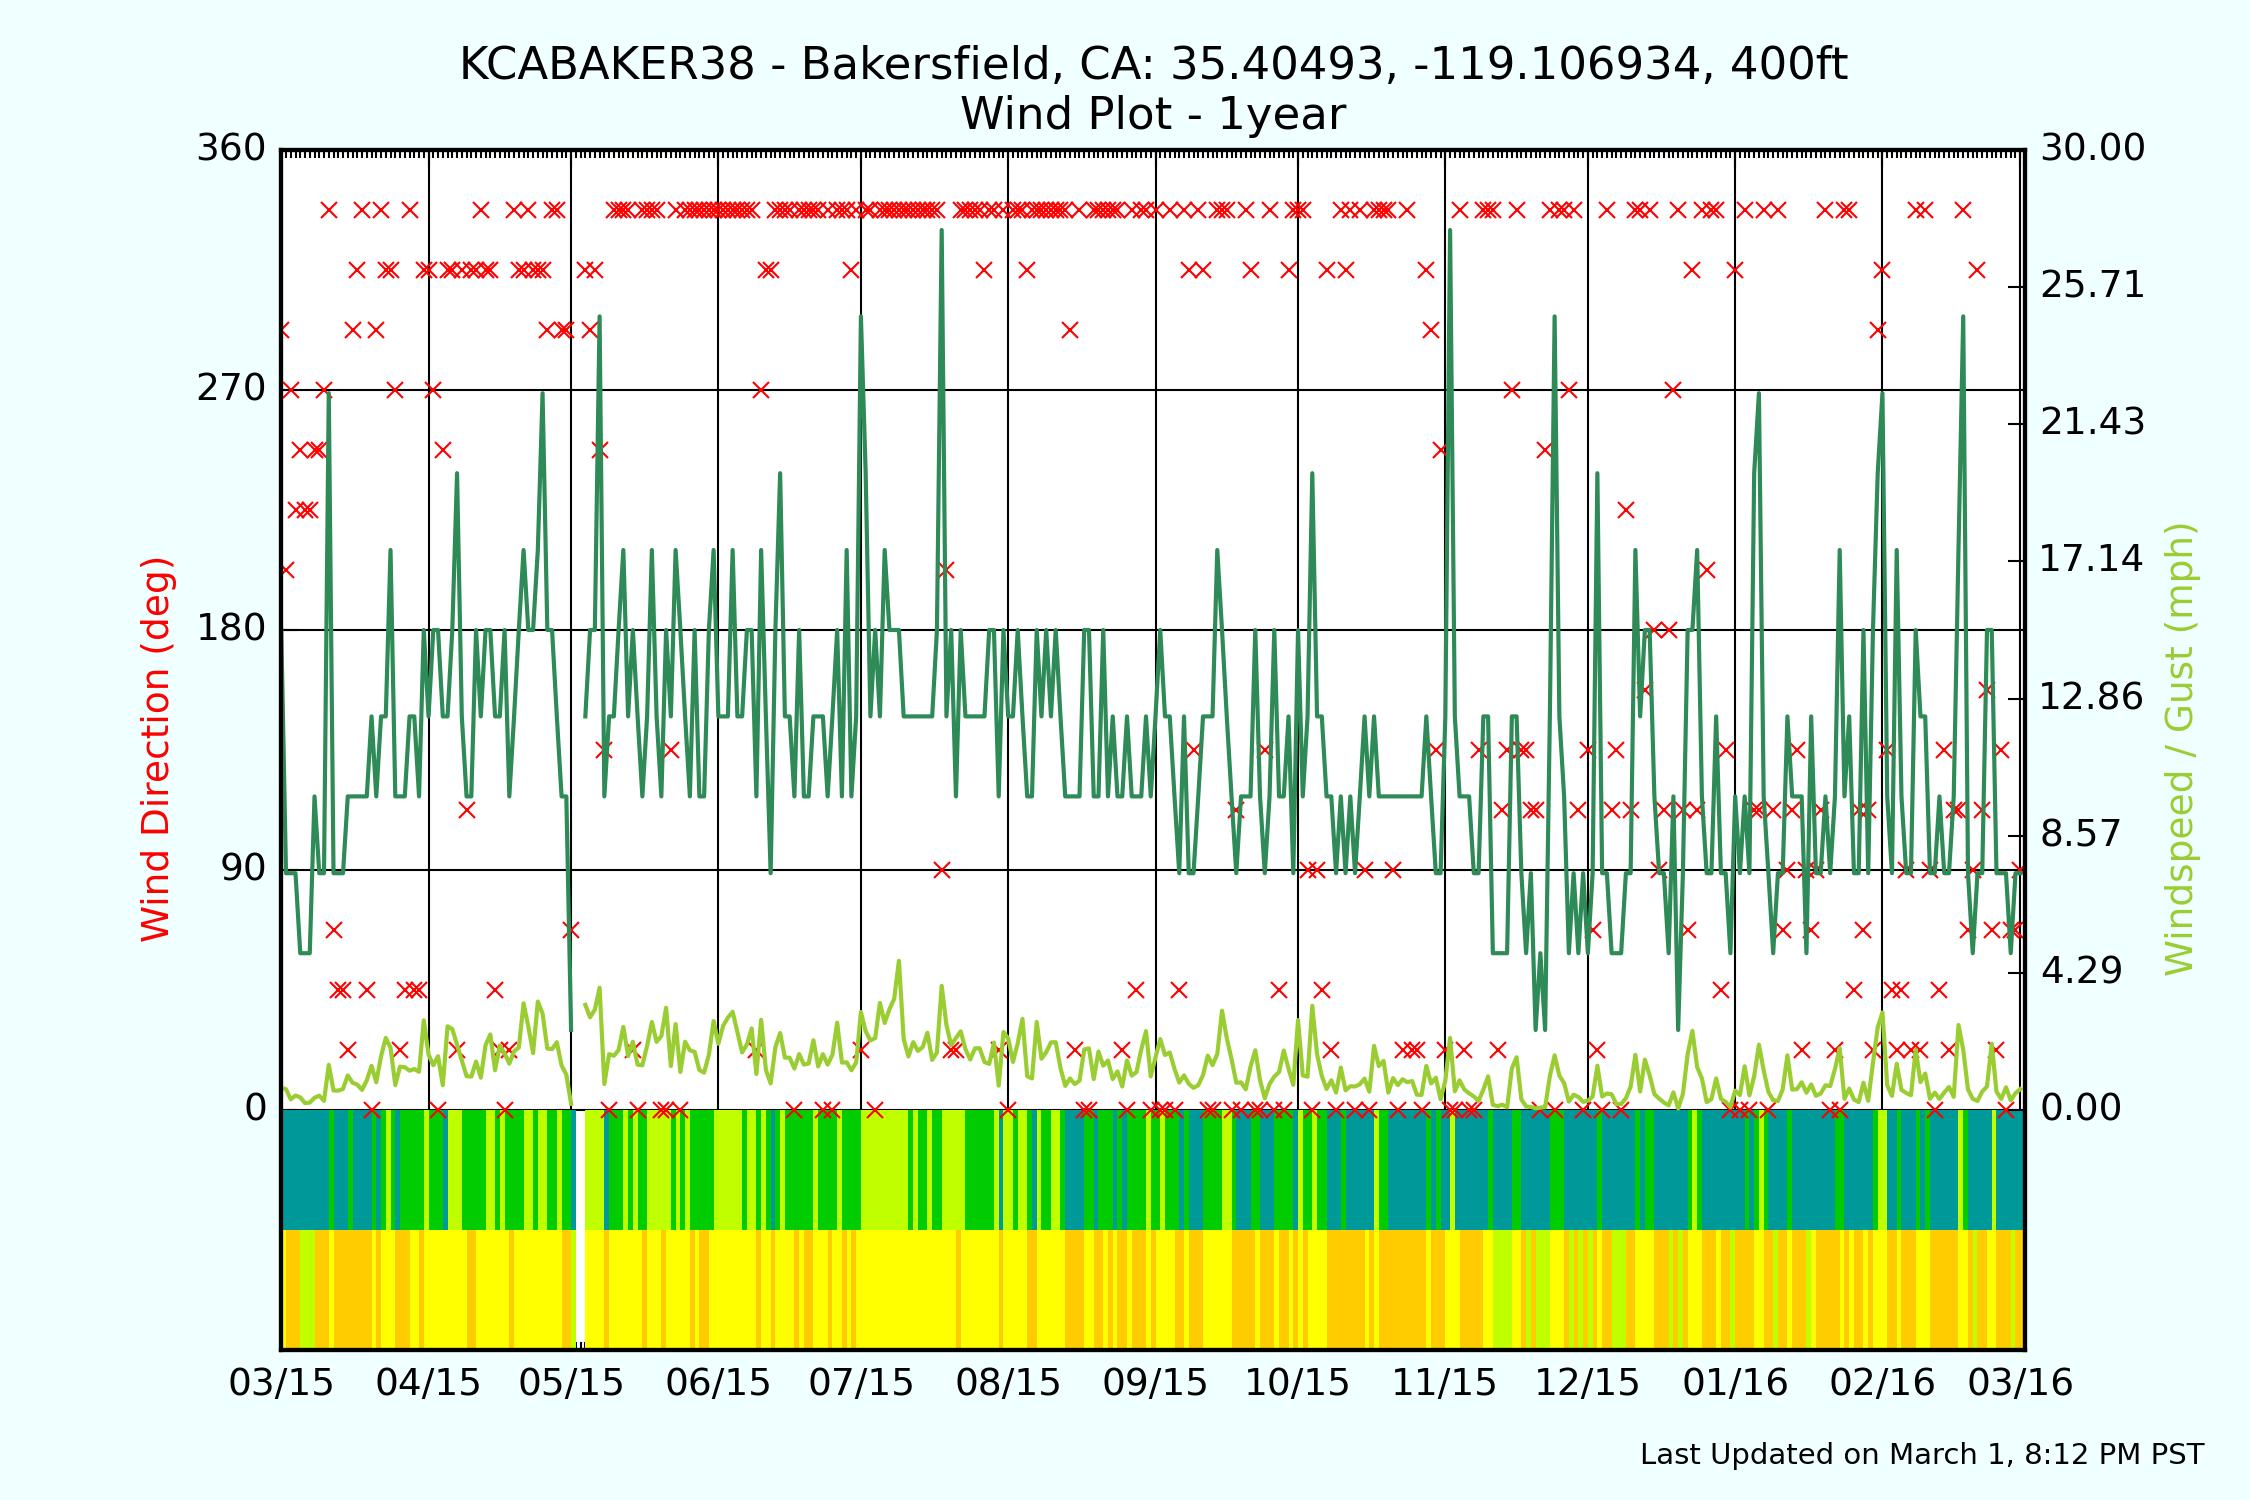 KCABAKER38 - Bakersfield, CA: 35.40493, -119.106934, 400ft
Wind Plot - 1year
360
270
180
90
0
Wind Direction (deg)
30.00
25.71
21.43
17.14
12.86
8.57
4.29
0.00
Windspeed / Gust (mph)
03/15 04/15 05/15 06/15 07/15 08/15 09/15 10/15 11/15 12/15 01/16 02/16 03/16
Last Updated on March 1, 8:12 PM PST